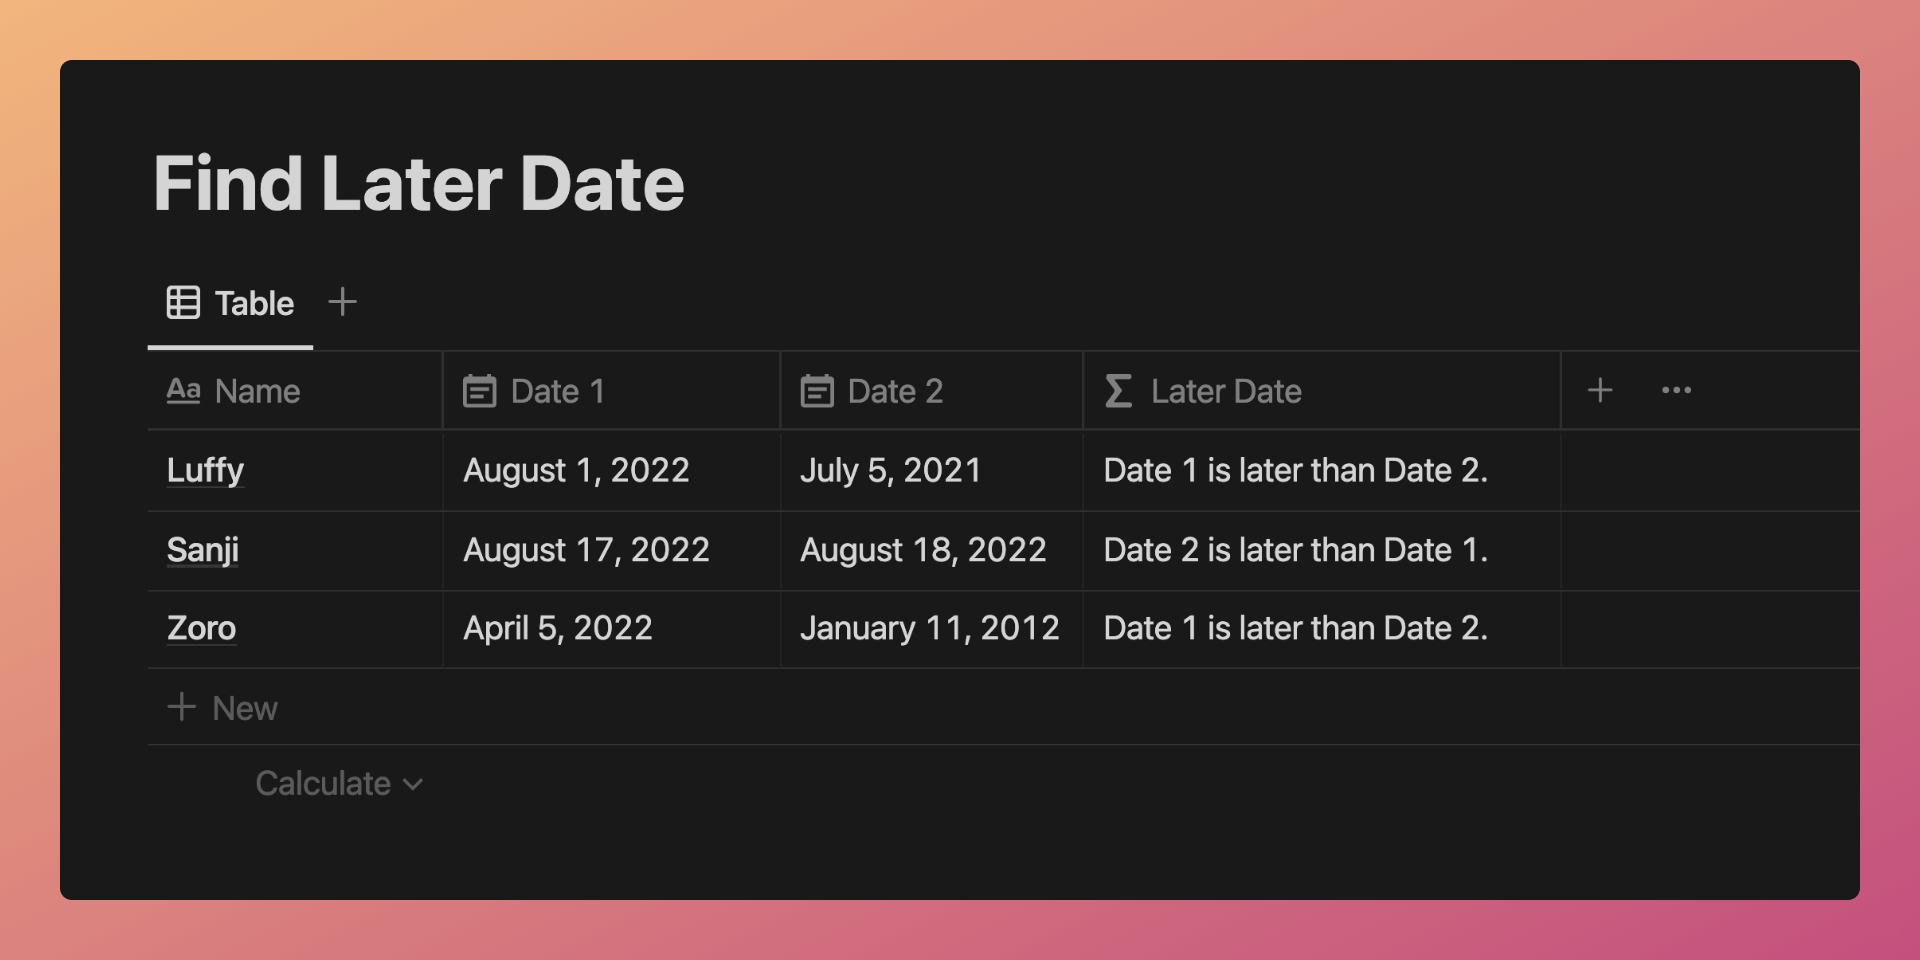 Find Later Date
Table
Aa Name Date 1 Date 2 Σ Later Date
Luffy August 1, 2022 July 5, 2021 Date 1 is later than Date 2.
Sanji August 17, 2022 August 18, 2022 Date 2 is later than Date 1.
Zoro April 5, 2022 January 11, 2012 Date 1 is later than Date 2.
New
Calculate